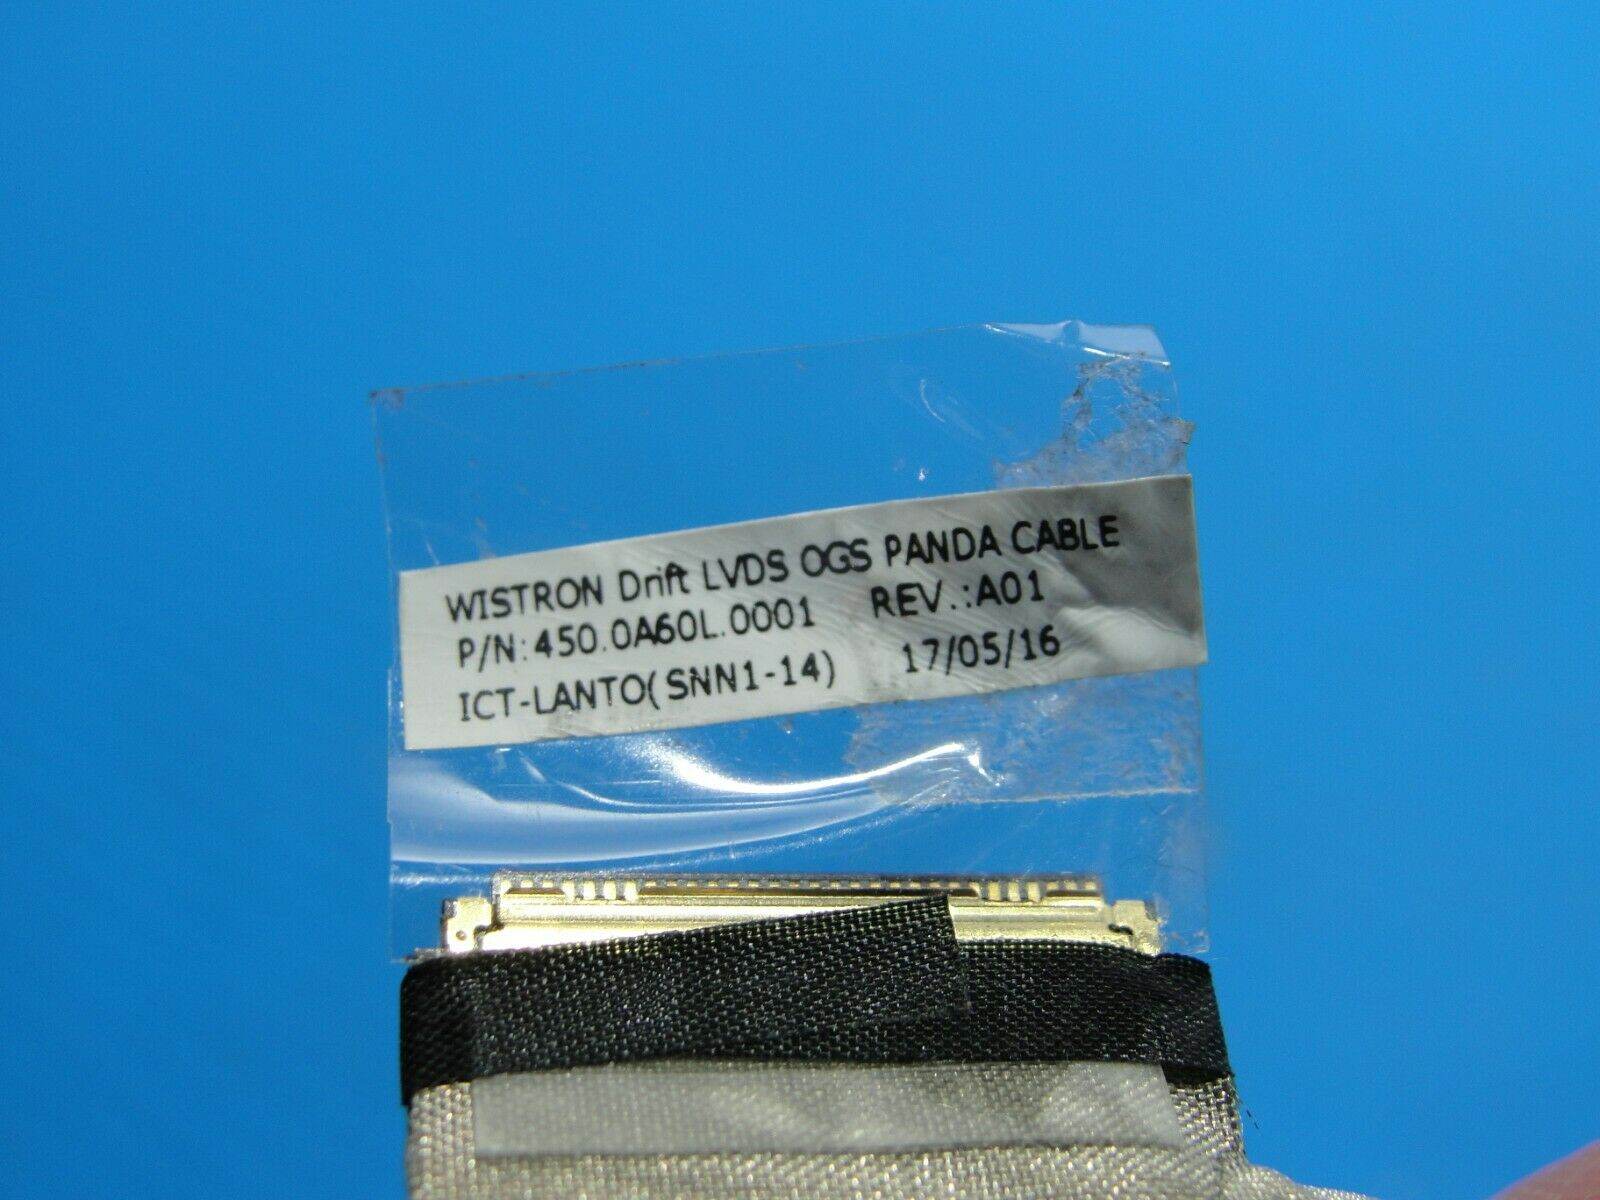 WISTRON Drift LVDS OGS PANDA CABLE
P/N:450.0A60L.0001 REV.:A01
ICT-LANTO(SNN1-14) 17/05/16